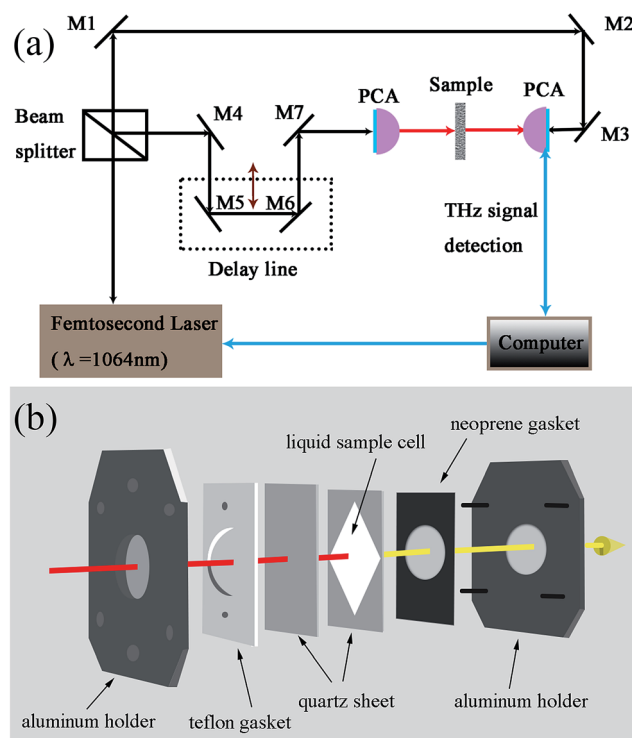 (a)
M1
M2
Beam
splitter
M4
M7
PCA
Sample
PCA
M3
M5
M6
Delay line
THz signal
detection
Femtosecond Laser
( λ =1064nm)
Computer
(b)
neoprene gasket
liquid sample cell
aluminum holder
teflon gasket
quartz sheet
aluminum holder